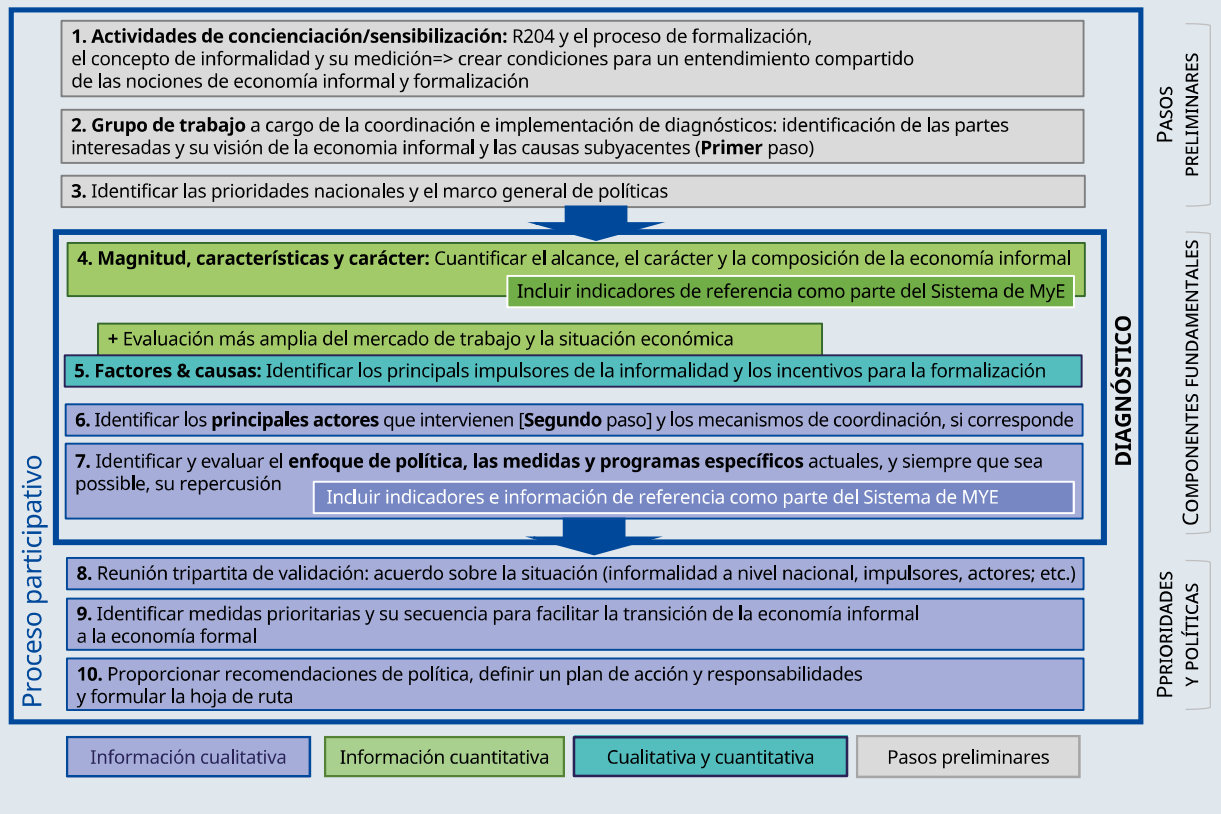 1. Actividades de concienciación/sensibilización: R204 y el proceso de formalización,
el concepto de informalidad y su medición=> crear condiciones para un entendimiento compartido
de las nociones de economía informal y formalización
2. Grupo de trabajo a cargo de la coordinación e implementación de diagnósticos: identificación de las partes
interesadas y su visión de la economia informal y las causas subyacentes (Primer paso)
3. Identificar las prioridades nacionales y el marco general de políticas
PASOS
PRELIMINARES
4. Magnitud, características y carácter: Cuantificar el alcance, el carácter y la composición de la economía informal
Incluir indicadores de referencia como parte del Sistema de MyE
+ Evaluación más amplia del mercado de trabajo y la situación económica
5. Factores & causas: Identificar los principals impulsores de la informalidad y los incentivos para la formalización
6. Identificar los principales actores que intervienen [Segundo paso] y los mecanismos de coordinación, si corresponde
7. Identificar y evaluar el enfoque de política, las medidas y programas específicos actuales, y siempre que sea
possible, su repercusión
Incluir indicadores e información de referencia como parte del Sistema de MYE
DIAGNÓSTICO
COMPONENTES FUNDAMENTALES
8. Reunión tripartita de validación: acuerdo sobre la situación (informalidad a nivel nacional, impulsores, actores; etc.)
9. Identificar medidas prioritarias y su secuencia para facilitar la transición de la economía informal
a la economía formal
10. Proporcionar recomendaciones de política, definir un plan de acción y responsabilidades
y formular la hoja de ruta
PPRIORIDADES
Y POLÍTICAS
Proceso participativo
Información cualitativa
Información cuantitativa
Cualitativa y cuantitativa
Pasos preliminares